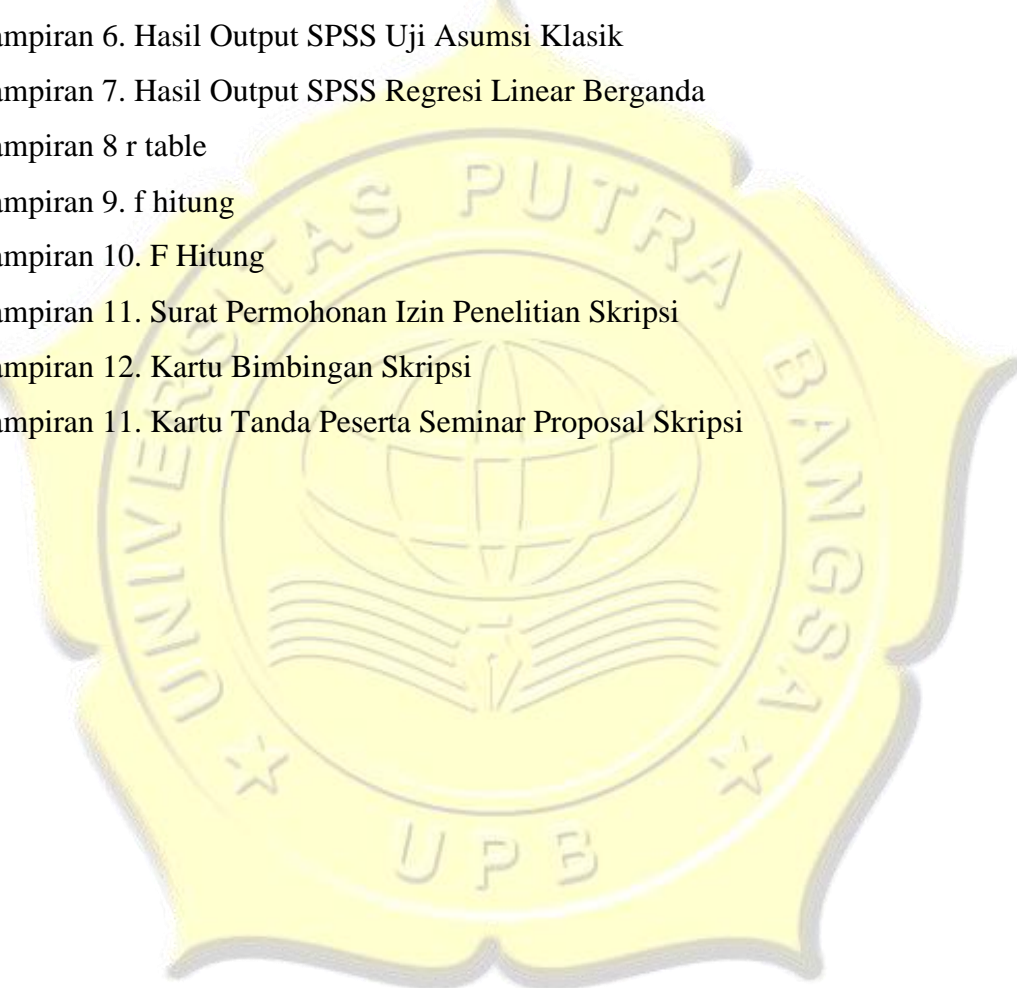 ampiran 6. Hasil Output SPSS Uji Asumsi Klasik
ampiran 7. Hasil Output SPSS Regresi Linear Berganda
ampiran 8 r table
ampiran 9. f hitung
ampiran 10. F Hitung
ampiran 11. Surat Permohonan Izin Penelitian Skripsi
ampiran 12. Kartu Bimbingan Skripsi
ampiran 11. Kartu Tanda Peserta Seminar Proposal Skripsi
UNIVERSITAS PUTRA BANGSA
UPB